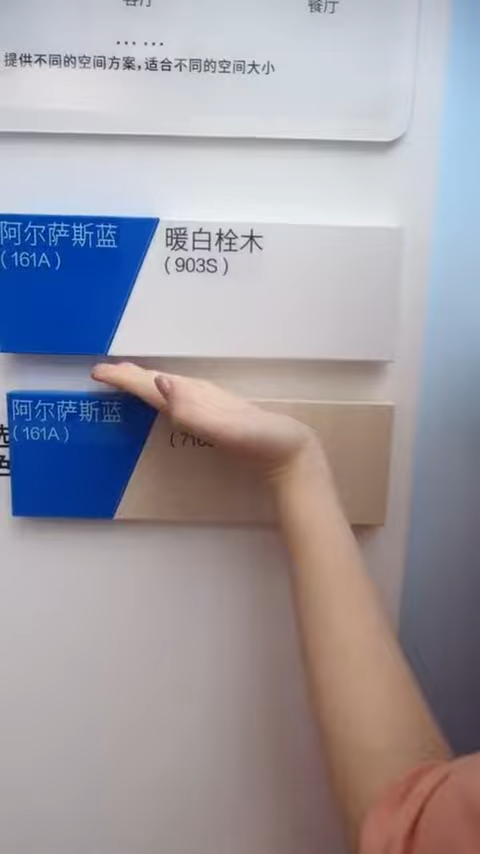 客厅
餐厅
……
提供不同的空间方案,适合不同的空间大小
阿尔萨斯蓝
(161A)
暖白栓木
(903S)
阿尔萨斯蓝
(161A)